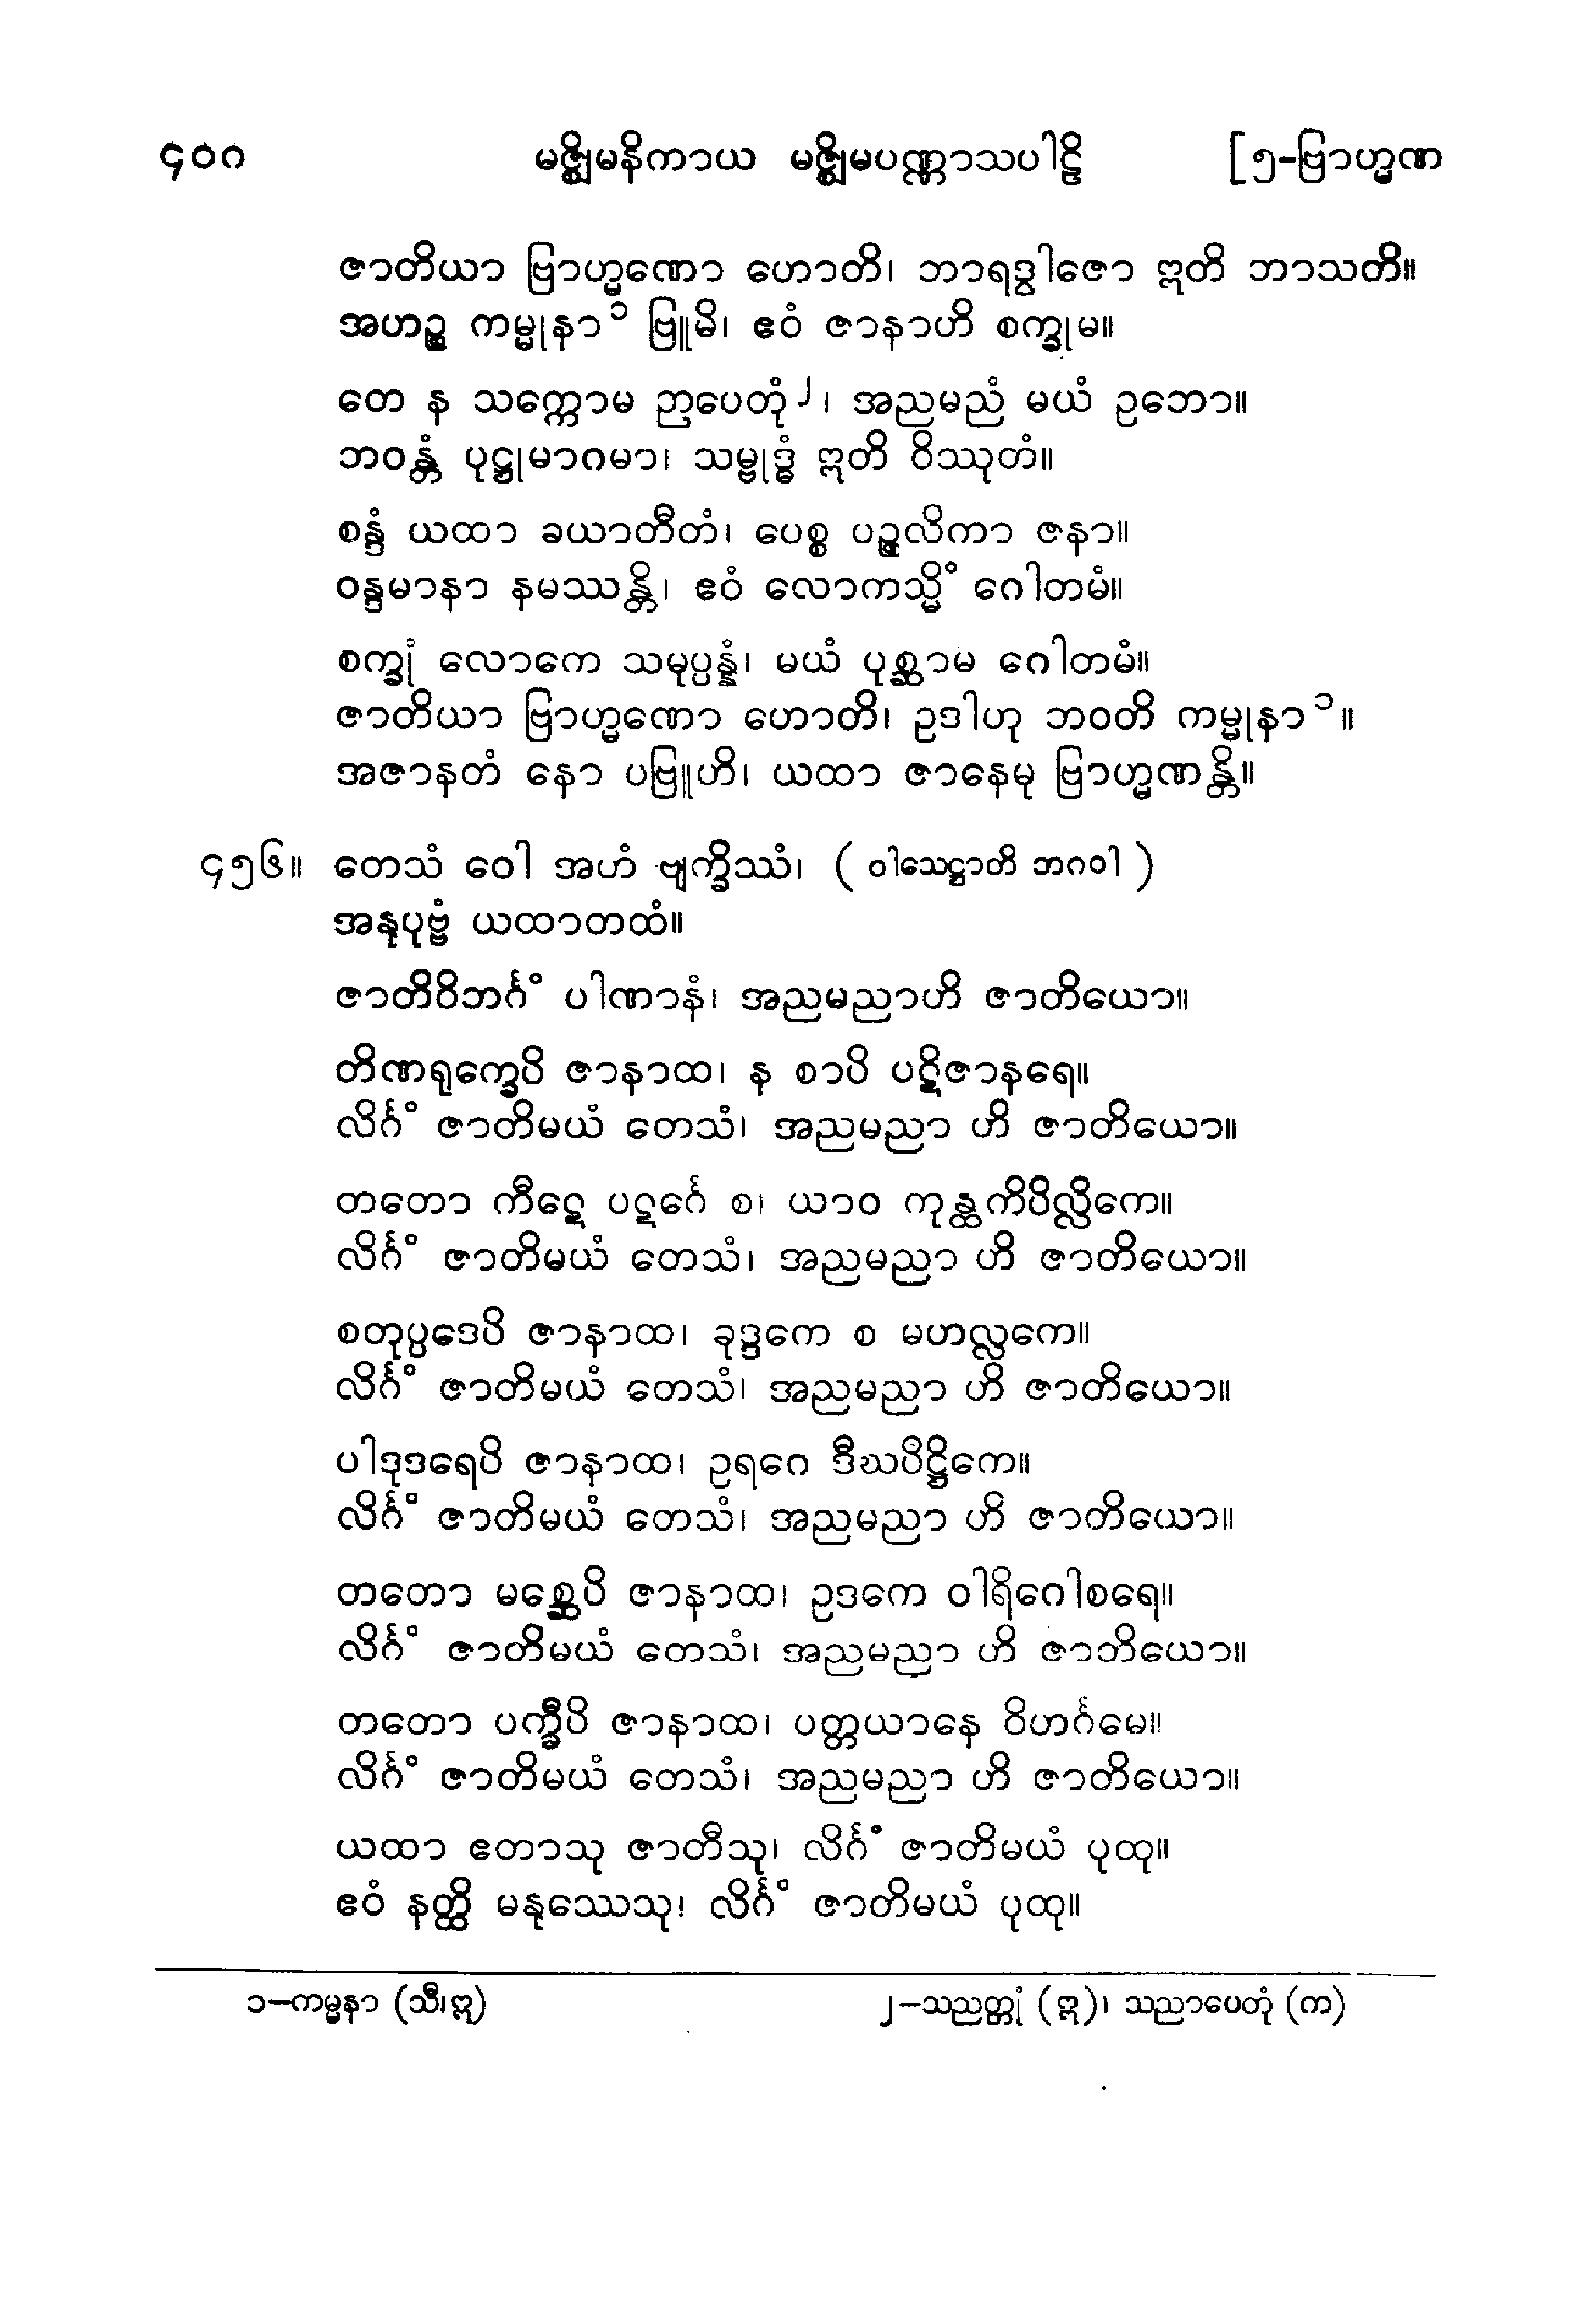 ၄၀၈ မဇ္ဈိမနိကာယ မဇ္ဈိမပဏ္ဏာသပါဠိ [၅-ဗြာဟ္မဏ
ဇာတိယာ ဗြာဟ္မဏော ဟောတိ၊ ဘာရဒွါဇော ဣတိ ဘာသတိ။
အဟဉ္စ ကမ္မုနာ ၁ ဗြူမိ၊ ဧဝံ ဇာနာဟိ စက္ခုမ။
တေ န သက္ကောမ ဉာပေတုံ ၂၊ အညမညံ မယံ ဥဘော။
ဘဝန္တံ ပုဋ္ဌုမာဂမာ၊ သမ္ဗုဒ္ဓံ ဣတိ ဝိဿုတံ။
စန္ဒံ ယထာ ခယာတီတံ၊ ပေစ္စ ပဉ္ဇလိကာ ဇနာ။
ဝန္ဒမာနာ နမဿန္တိ၊ ဧဝံ လောကသ္မိံ ဂေါတမံ။
စက္ခုံ လောကေ သမုပ္ပန္နံ၊ မယံ ပုစ္ဆာမ ဂေါတမံ။
ဇာတိယာ ဗြာဟ္မဏော ဟောတိ၊ ဥဒါဟု ဘဝတိ ကမ္မုနာ ၁။
အဇာနတံ နော ပဗြူဟိ၊ ယထာ ဇာနေမု ဗြာဟ္မဏန္တိ။
၄၅၆။ တေသံ ဝေါ အဟံ ဗျက္ခိဿံ၊ ( ဝါသေဋ္ဌာတိ ဘဂဝါ )
အနုပုဗ္ဗံ ယထာတထံ။
ဇာတိဝိဘင်္ဂံ ပါဏာနံ၊ အညမညာဟိ ဇာတိယော။
တိဏရုက္ခေပိ ဇာနာထ၊ န စာပိ ပဋိဇာနရေ။
လိင်္ဂံ ဇာတိမယံ တေသံ၊ အညမညာ ဟိ ဇာတိယော။
တတော ကီဋေ ပဋင်္ဂေ စ၊ ယာဝ ကုန္ထကိပိလ္လိကေ။
လိင်္ဂံ ဇာတိမယံ တေသံ၊ အညမညာ ဟိ ဇာတိယော။
စတုပ္ပဒေပိ ဇာနာထ၊ ခုဒ္ဒကေ စ မဟလ္လကေ။
လိင်္ဂံ ဇာတိမယံ တေသံ၊ အညမညာ ဟိ ဇာတိယော။
ပါဒုဒရေပိ ဇာနာထ၊ ဥရဂေ ဒီဃပိဋ္ဌိကေ။
လိင်္ဂံ ဇာတိမယံ တေသံ၊ အညမညာ ဟိ ဇာတိယော။
တတော မစ္ဆေပိ ဇာနာထ၊ ဥဒကေ ဝါရိဂေါစရေ။
လိင်္ဂံ ဇာတိမယံ တေသံ၊ အညမညာ ဟိ ဇာတိယော။
တတော ပက္ခီပိ ဇာနာထ၊ ပတ္တယာနေ ဝိဟင်္ဂမေ။
လိင်္ဂံ ဇာတိမယံ တေသံ၊ အညမညာ ဟိ ဇာတိယော။
ယထာ ဧတာသု ဇာတီသု၊ လိင်္ဂံ ဇာတိမယံ ပုထု။
ဧဝံ နတ္ထိ မနုဿေသု၊ လိင်္ဂံ ဇာတိမယံ ပုထု။
၁–ကမ္မနာ (သီ၊ဣ) ၂–သညတ္တုံ (ဣ)၊ သညာပေတုံ (က)